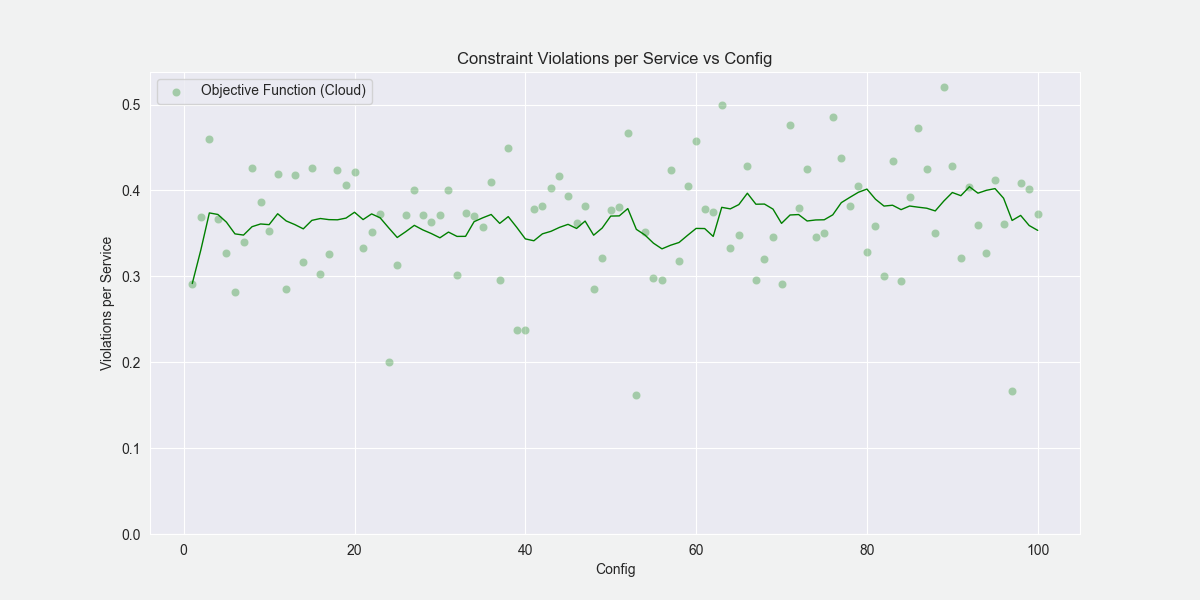 Constraint Violations per Service vs Config
Objective Function (Cloud)
Violations per Service
0.5
0.4
0.3
0.2
0.1
0.0
0 20 40 60 80 100
Config